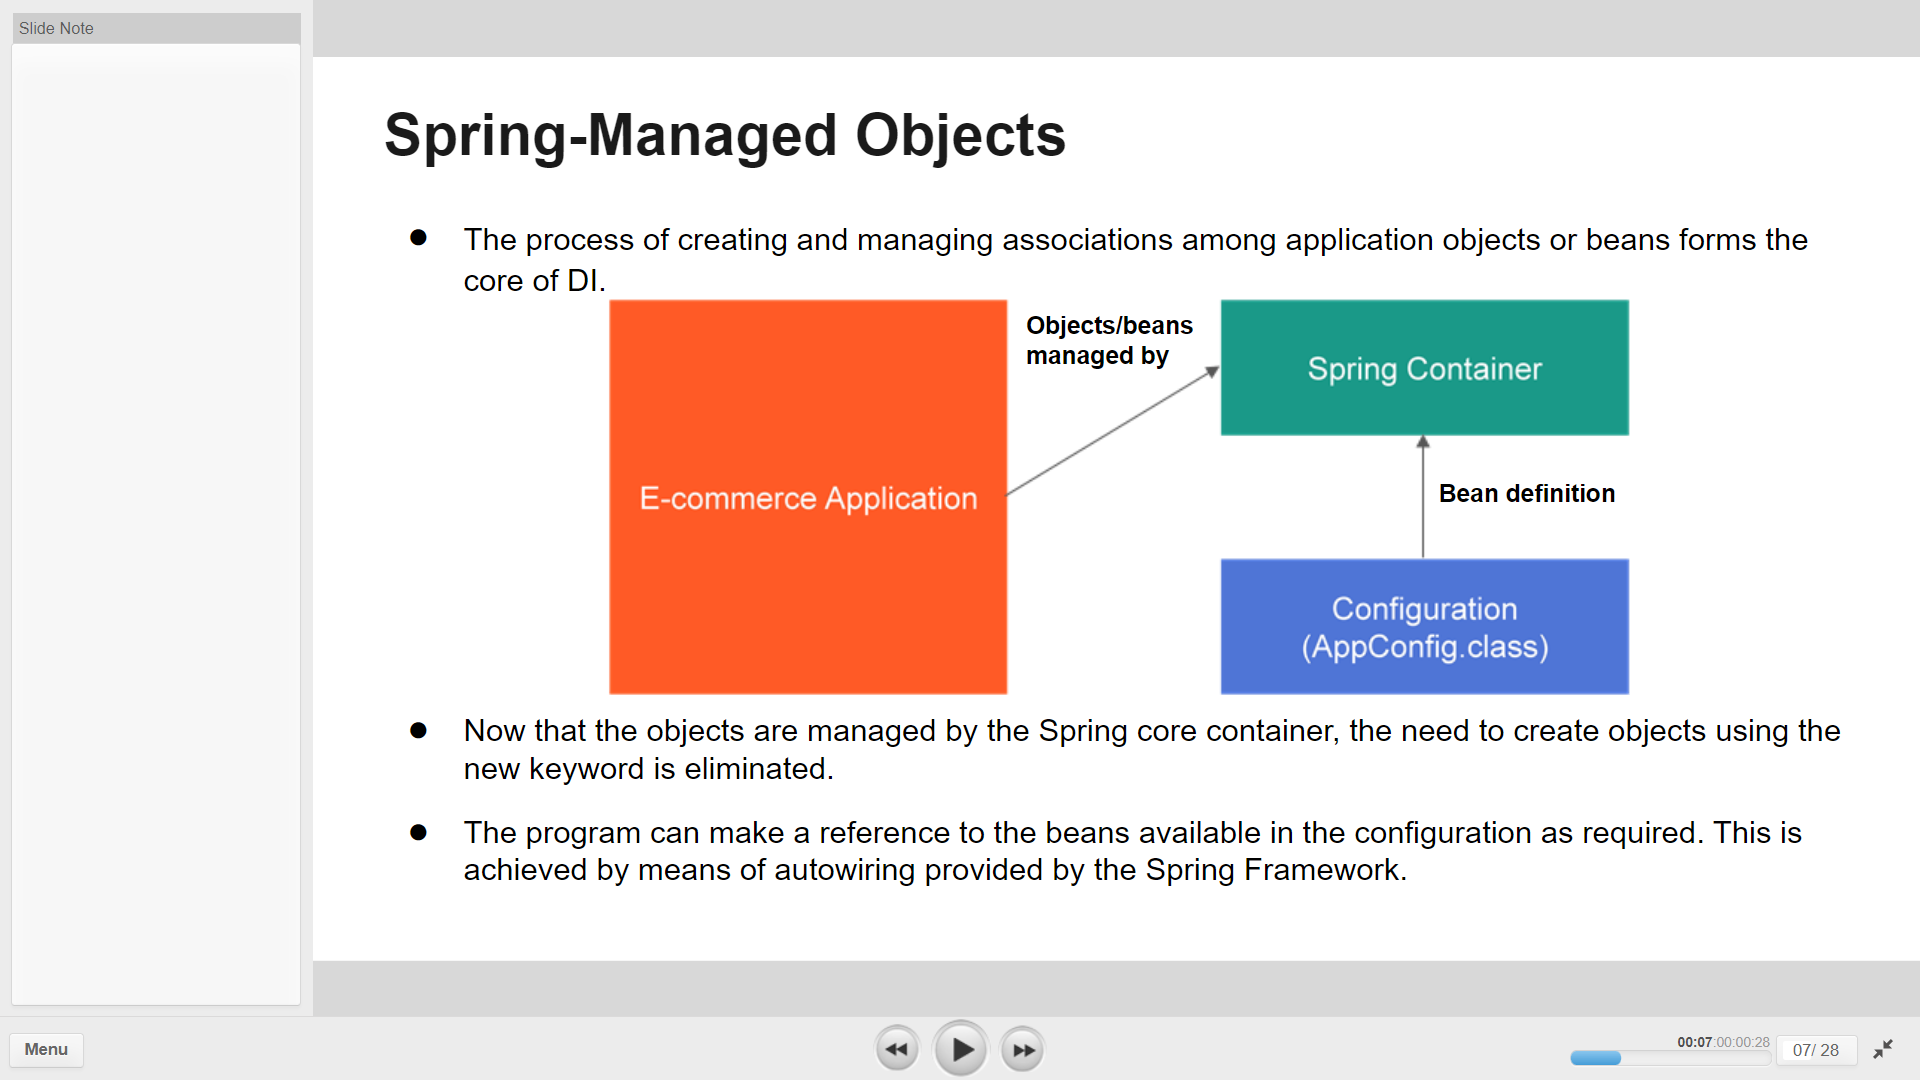 Slide Note
Spring-Managed Objects
● The process of creating and managing associations among application objects or beans forms the
core of DI.
Objects/beans
managed by
Spring Container
E-commerce Application
Bean definition
Configuration
(AppConfig.class)
● Now that the objects are managed by the Spring core container, the need to create objects using the
new keyword is eliminated.
● The program can make a reference to the beans available in the configuration as required. This is
achieved by means of autowiring provided by the Spring Framework.
Menu
00:07:00:00:28
07/ 28